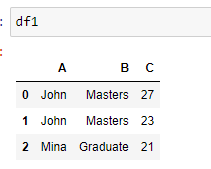 : df1
:
A B C
0 John Masters 27
1 John Masters 23
2 Mina Graduate 21